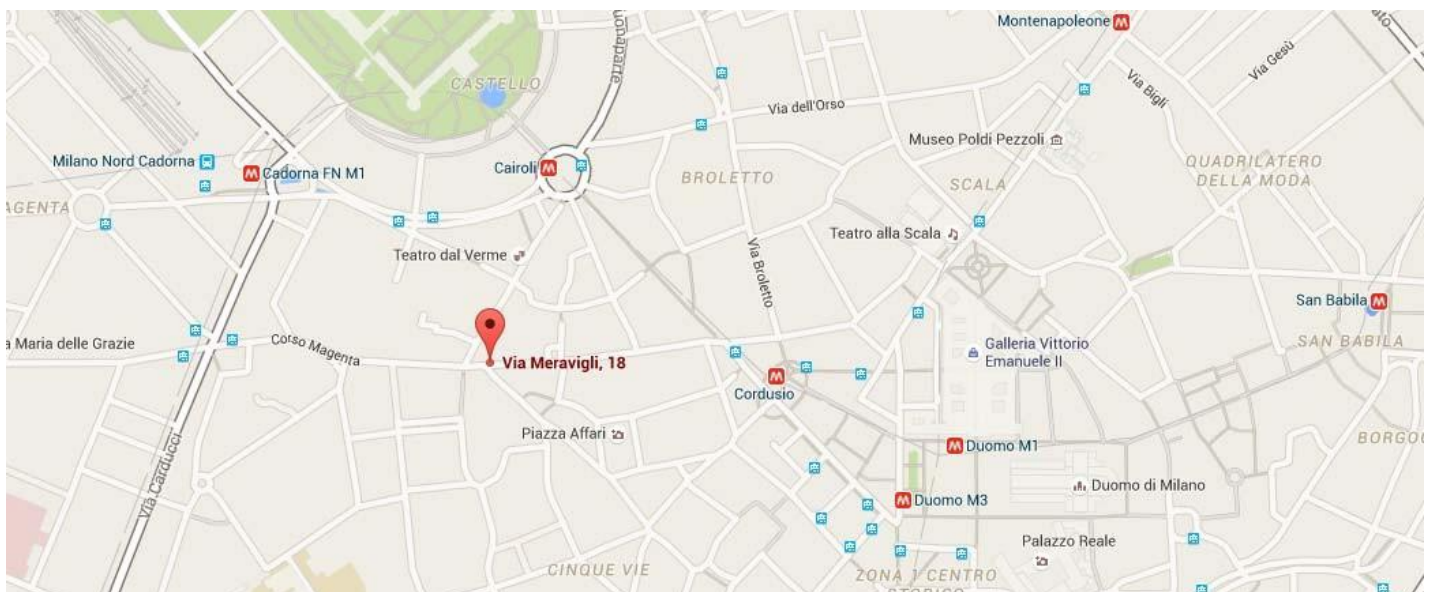 Montenapoleone
Via Gesù
Buonaparte
CASTELLO
Via Bigli
Via dell'Orso
Museo Poldi Pezzoli
Milano Nord Cadorna
Cadorna FN M1
Cairoli
BROLETTO
SCALA
QUADRILATERO
DELLA MODA
AGENTA
Teatro alla Scala
Teatro dal Verme
Via Broletto
San Babila
a Maria delle Grazie
Corso Magenta
Galleria Vittorio
Emanuele II
SAN BABILA
Via Meravigli, 18
Cordusio
Piazza Affari
Duomo M1
BORGO
Via Carducci
Duomo di Milano
Duomo M3
Palazzo Reale
CINQUE VIE
ZONA 1 CENTRO
STORICO